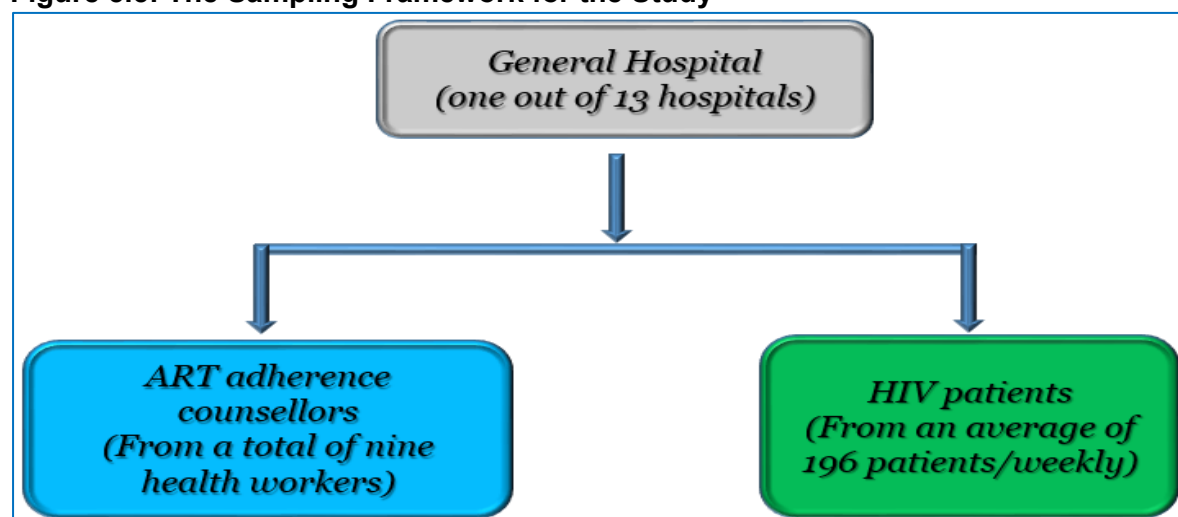 Figure The Sampling Framework for the Study
General Hospital
(one out of 13 hospitals)
ART adherence
counsellors
(From a total of nine
health workers)
HIV patients
(From an average of
196 patients/weekly)